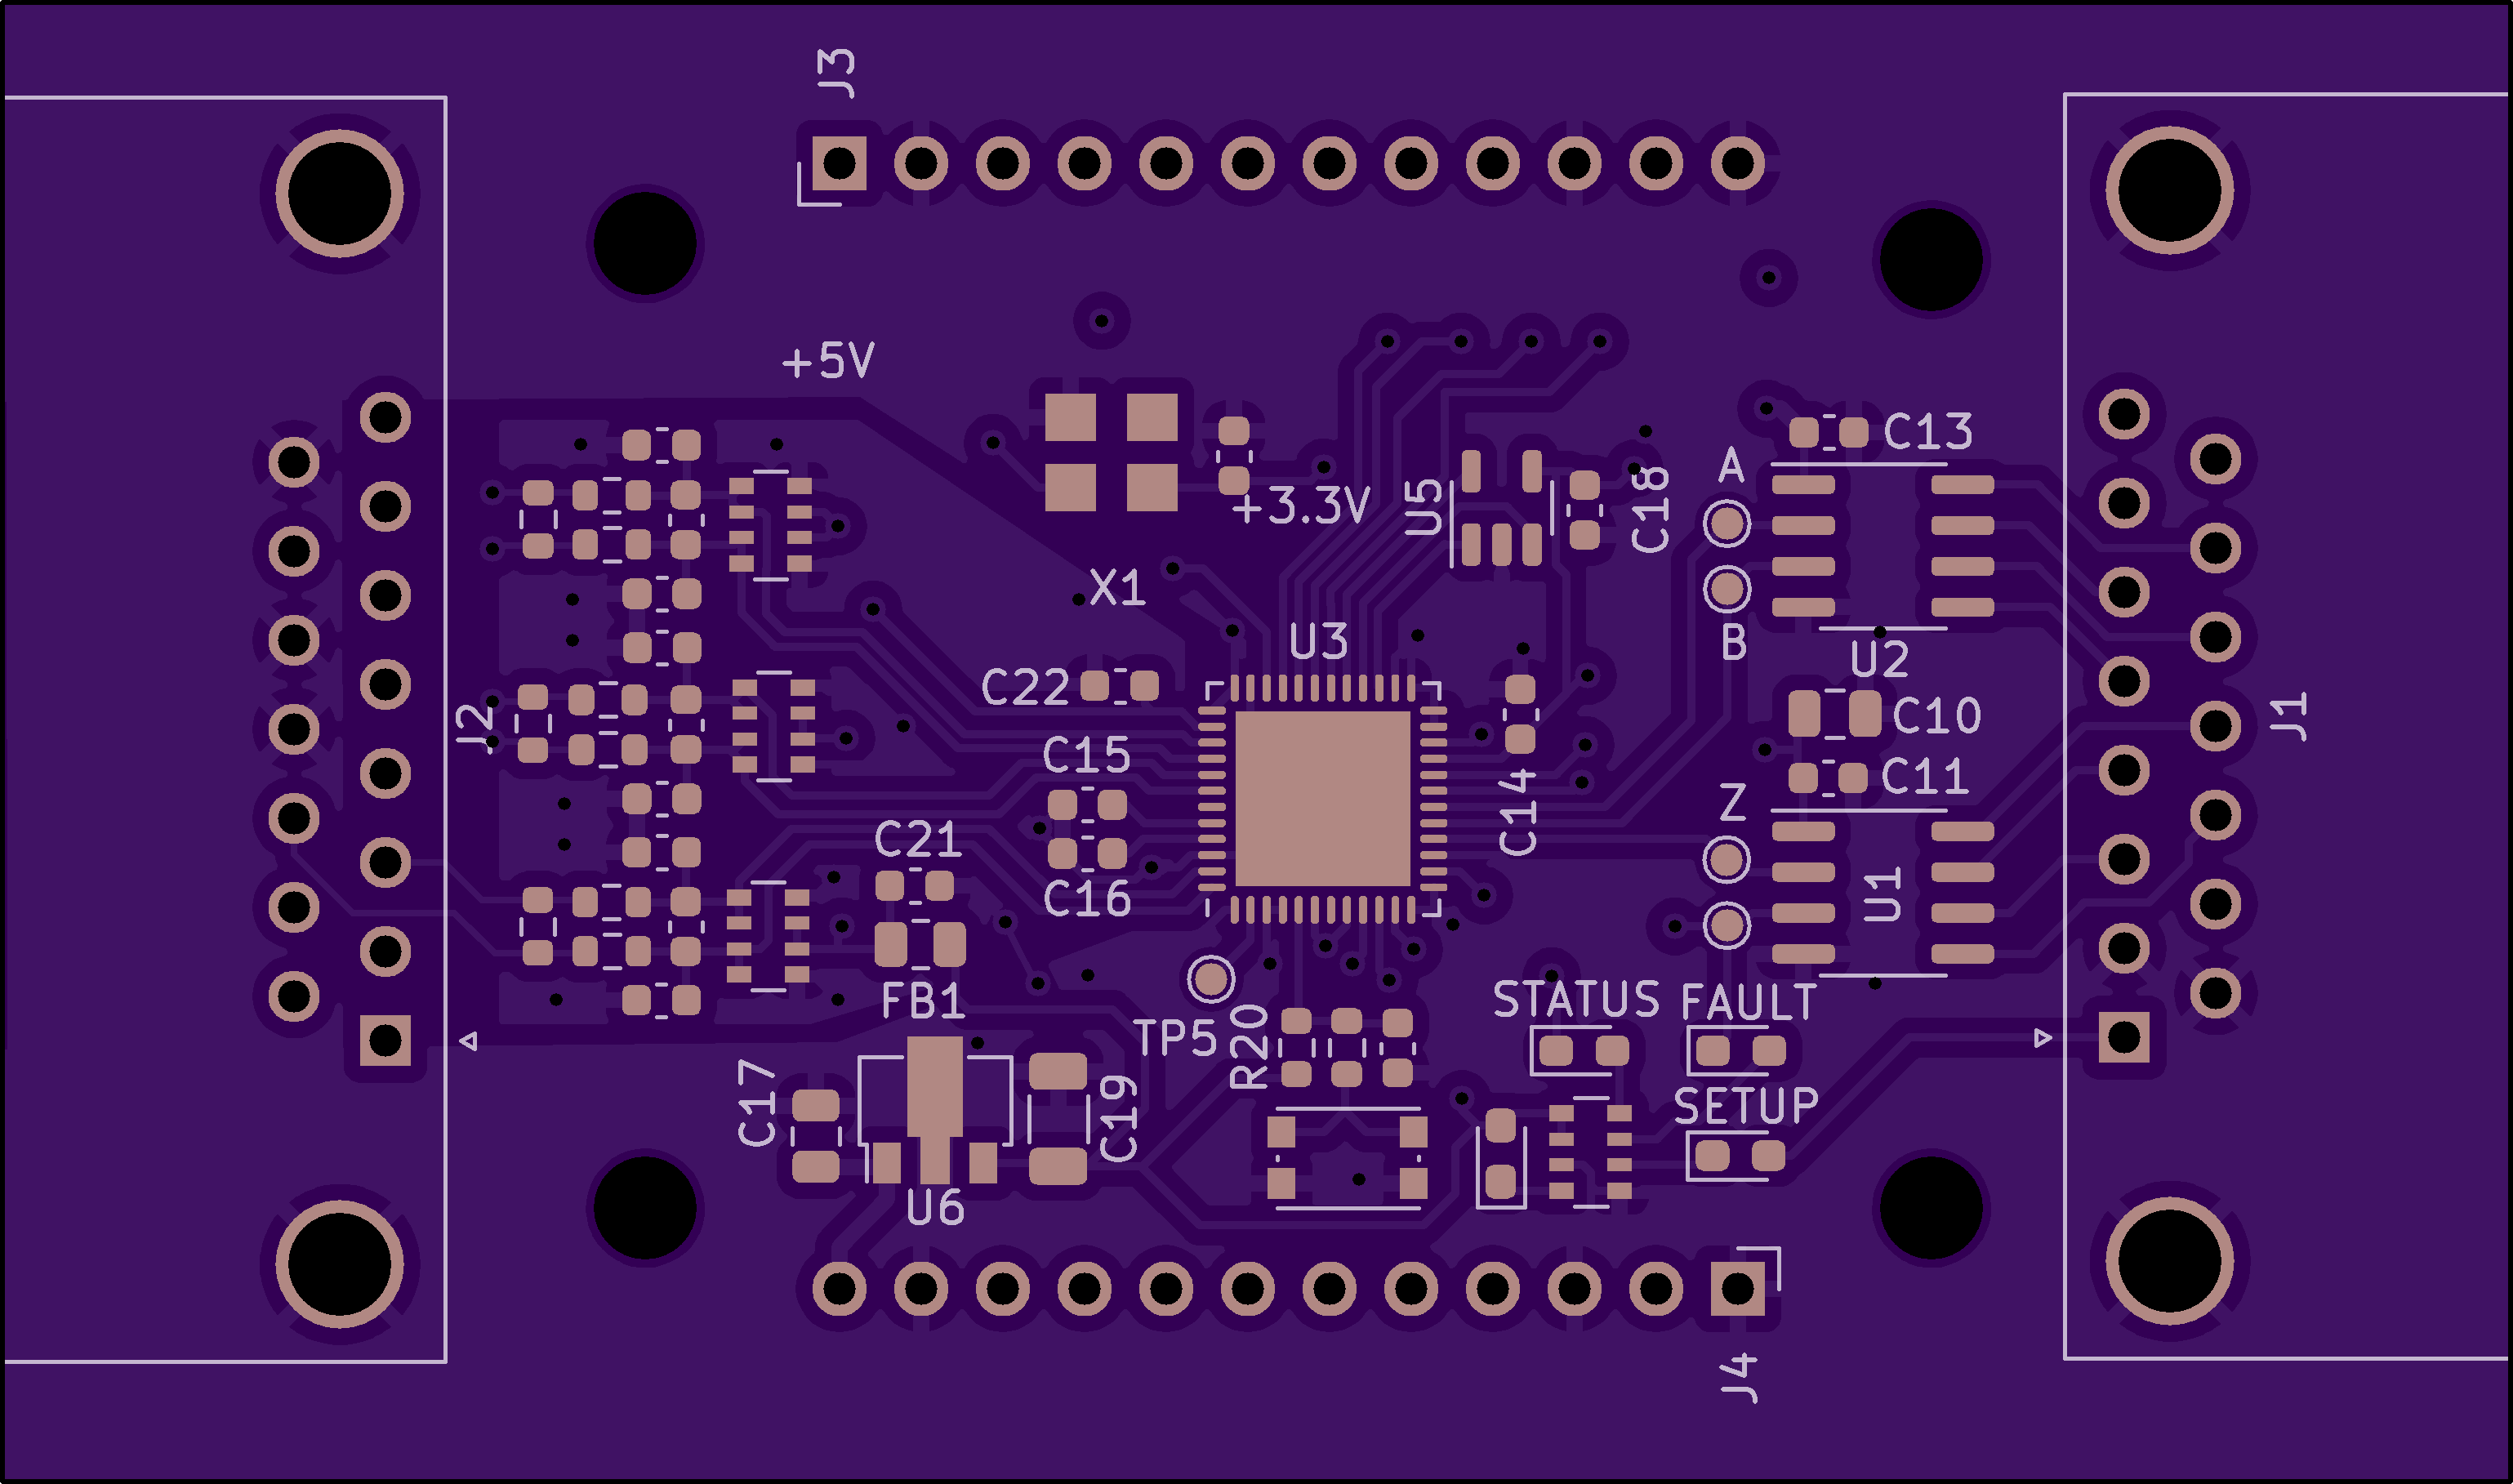 J3
+5V
C13
A
+3.3V
U5
C18
X1
U3
B
U2
C22
J2
C10
J1
C15
C11
Z
C14
C21
C16
U1
FB1
STATUS
FAULT
TP5
R20
C17
C19
SETUP
U6
J4